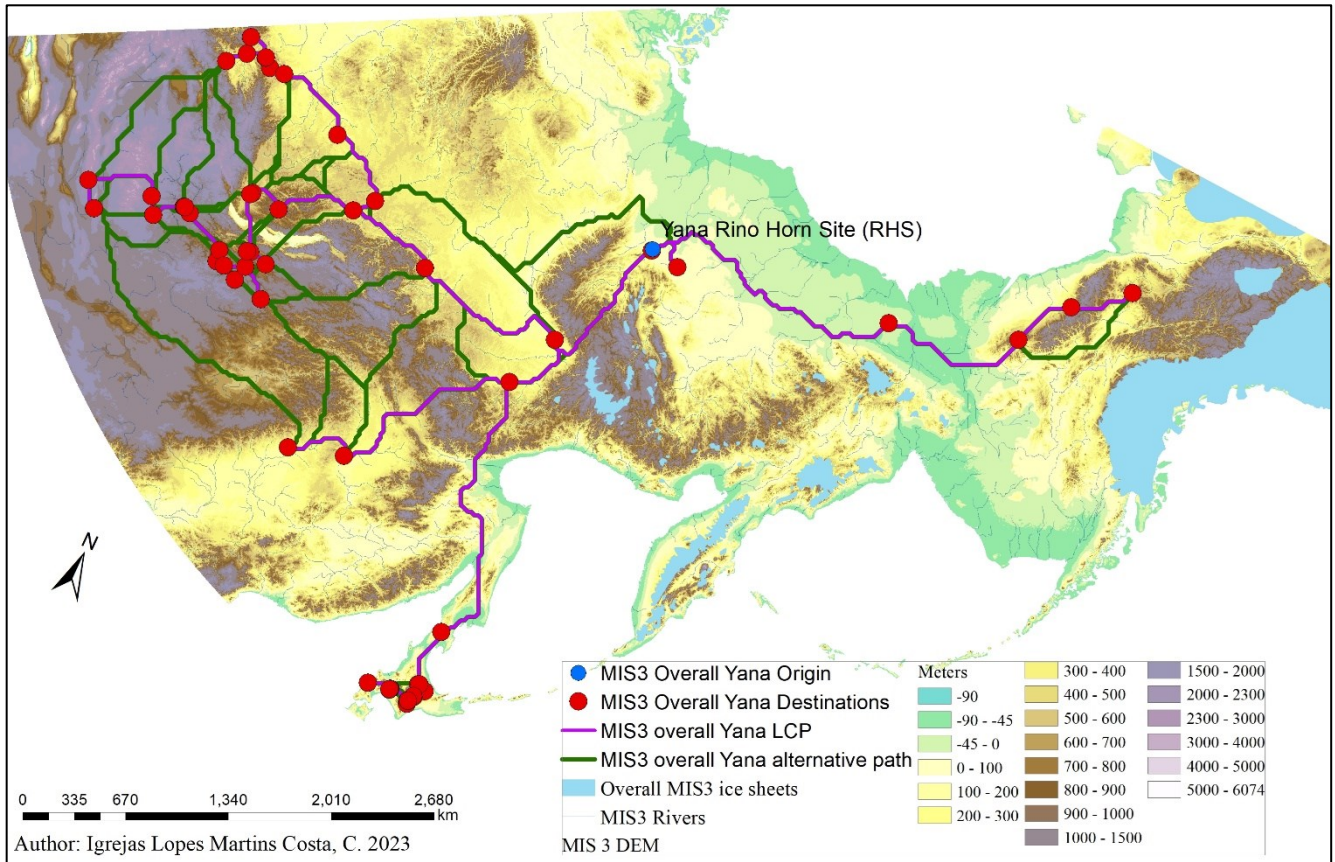 Yana Rino Horn Site (RHS)
N
0 335 670 1,340 2,010 2,680
km
Author: Igrejas Lopes Martins Costa, C. 2023
MIS3 Overall Yana Origin
MIS3 Overall Yana Destinations
MIS3 overall Yana LCP
MIS3 overall Yana alternative path
Overall MIS3 ice sheets
MIS3 Rivers
MIS 3 DEM
Meters
-90
-90 - -45
-45 - 0
0 - 100
100 - 200
200 - 300
300 - 400
400 - 500
500 - 600
600 - 700
700 - 800
800 - 900
900 - 1000
1000 - 1500
1500 - 2000
2000 - 2300
2300 - 3000
3000 - 4000
4000 - 5000
5000 - 6074